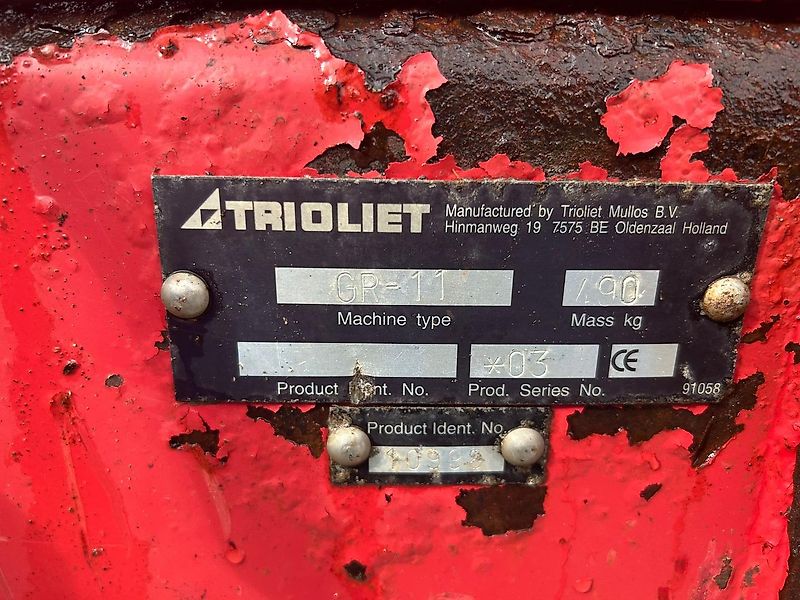 TRIOLIET
Manufactured by Trioliet Mullos B.V.
Hinmanweg 19 7575 BE Oldenzaal Holland
GR-11
Machine type
Mass kg
*03
CE
Product Ident. No.
Prod. Series No.
91058
Product Ident. No.